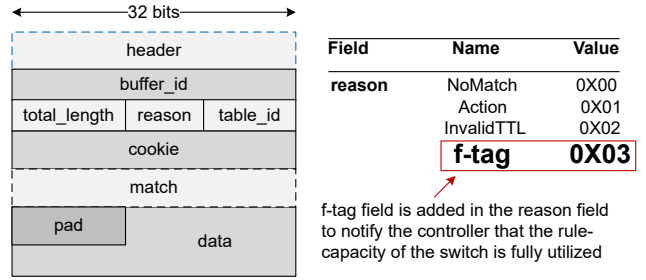 32 bits
header
buffer_id
total_length reason table_id
cookie
match
pad
data
Field Name Value
reason NoMatch 0X00
Action 0X01
InvalidTTL 0X02
f-tag 0X03
f-tag field is added in the reason field
to notify the controller that the rule-
capacity of the switch is fully utilized